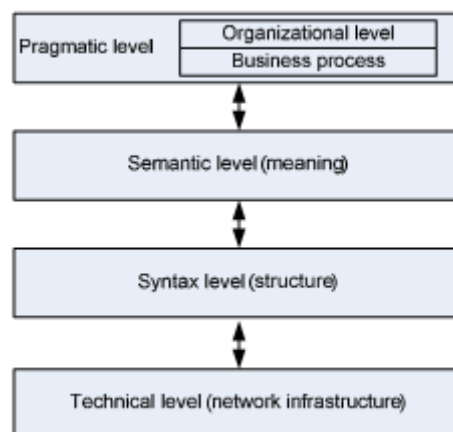 Organizational level
Pragmatic level
Business process
Semantic level (meaning)
Syntax level (structure)
Technical level (network infrastructure)